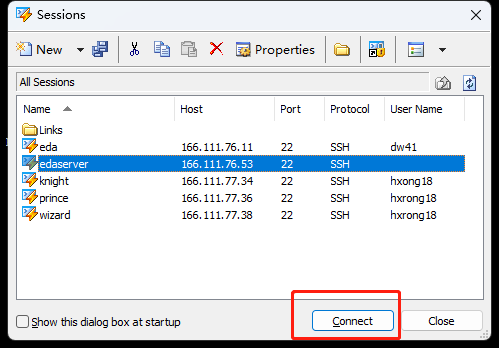 Sessions
New Properties
All Sessions
Name Host Port Protocol User Name
Links
eda 166.111.76.11 22 SSH dw41
edaserver 166.111.76.53 22 SSH
knight 166.111.77.34 22 SSH hxrong18
prince 166.111.77.36 22 SSH hxrong18
wizard 166.111.77.38 22 SSH hxrong18
Show this dialog box at startup Connect Close